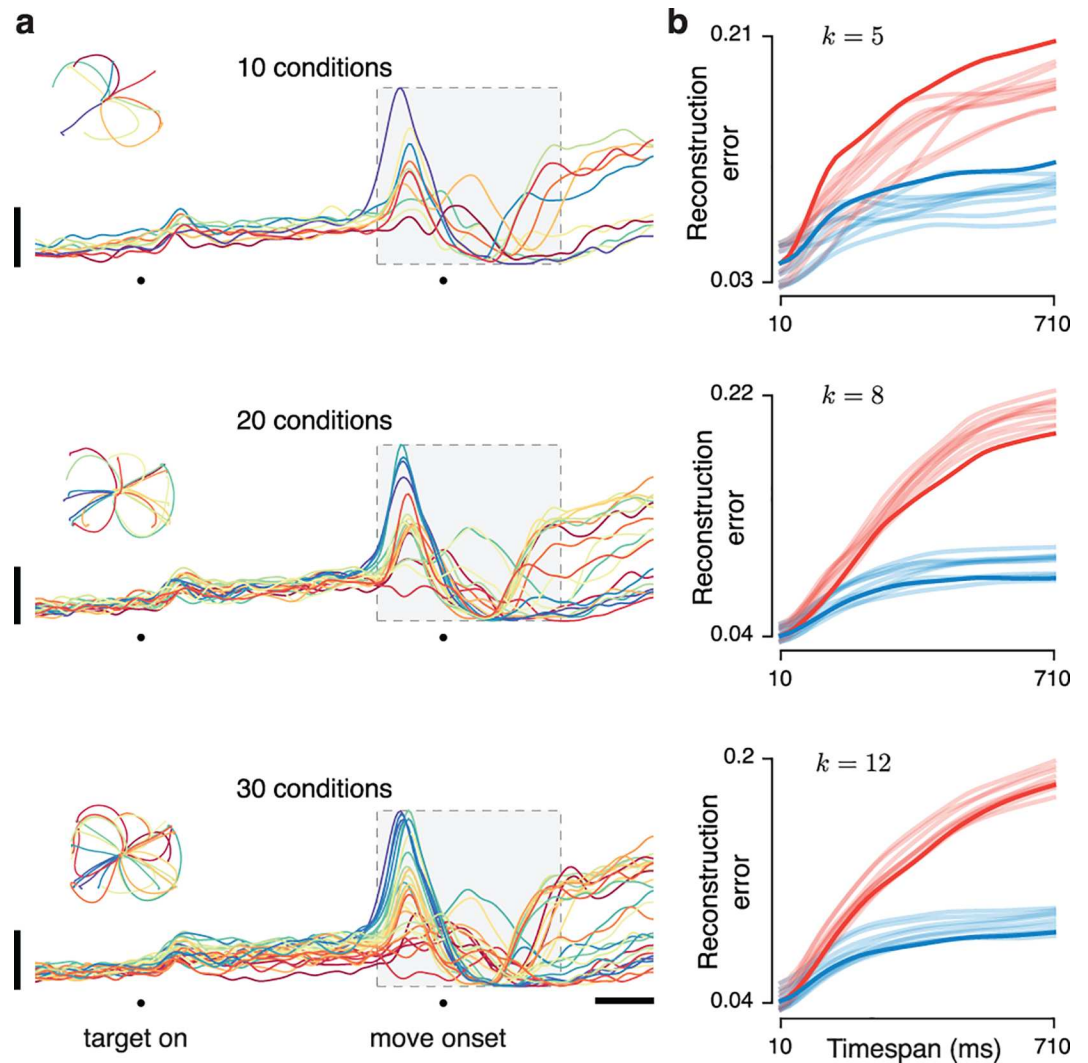 a
10 conditions
20 conditions
30 conditions
target on
move onset
b
k = 5
Reconstruction
error
0.21
0.03
10
710
k = 8
Reconstruction
error
0.22
0.04
10
710
k = 12
Reconstruction
error
0.2
0.04
10
Timespan (ms)
710